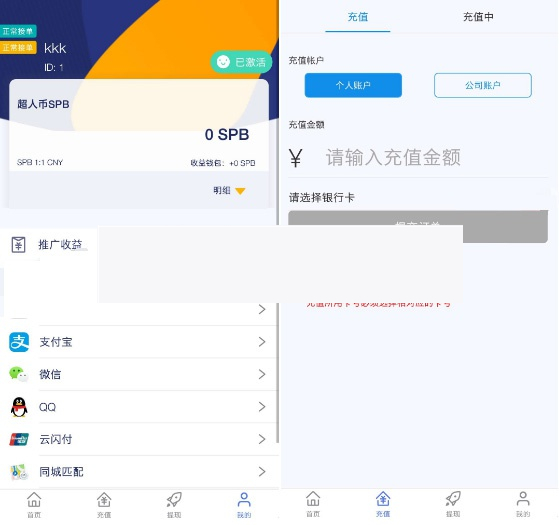 正常接单
正常接单
kkk
ID: 1
已激活
超人币SPB
0 SPB
SPB 1:1 CNY
收益钱包: +0 SPB
明细
推广收益
支付宝
微信
QQ
云闪付
同城匹配
首页
充值
提现
我的
充值
充值中
充值帐户
个人账户
公司账户
充值金额
¥ 请输入充值金额
请选择银行卡
首页
充值
提现
我的